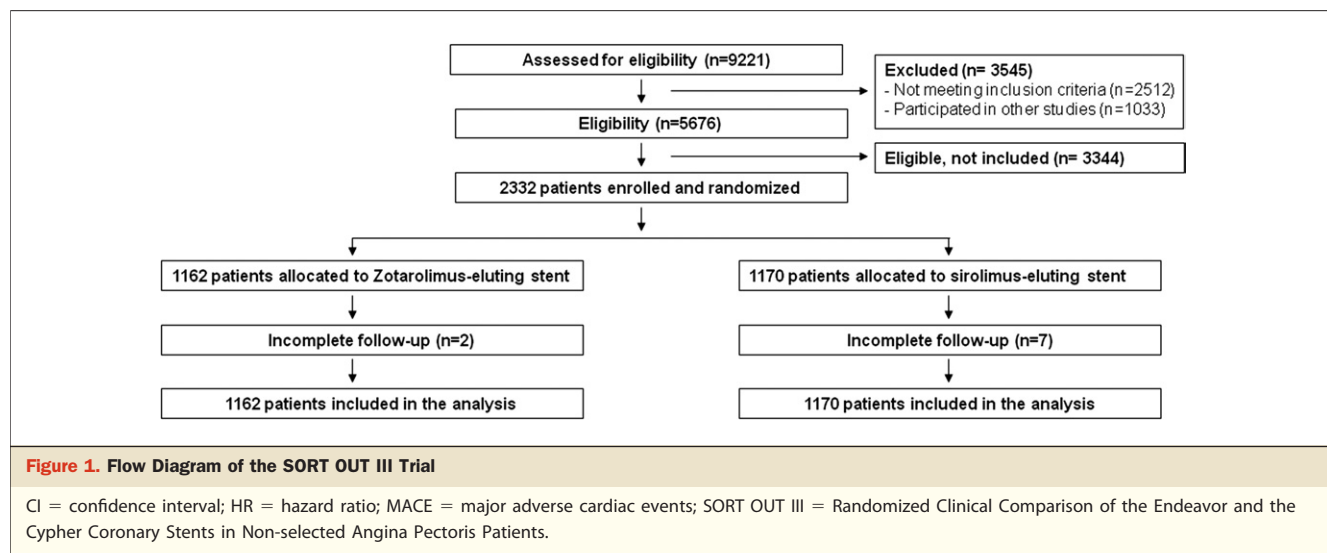 Assessed for eligibility (n=9221)
Excluded (n= 3545)
- Not meeting inclusion criteria (n=2512)
- Participated in other studies (n=1033)
Eligibility (n=5676)
Eligible, not included (n= 3344)
2332 patients enrolled and randomized
1162 patients allocated to Zotarolimus-eluting stent
1170 patients allocated to sirolimus-eluting stent
Incomplete follow-up (n=2)
Incomplete follow-up (n=7)
1162 patients included in the analysis
1170 patients included in the analysis
Figure 1. Flow Diagram of the SORT OUT III Trial
CI = confidence interval; HR = hazard ratio; MACE = major adverse cardiac events; SORT OUT III = Randomized Clinical Comparison of the Endeavor and the
Cypher Coronary Stents in Non-selected Angina Pectoris Patients.